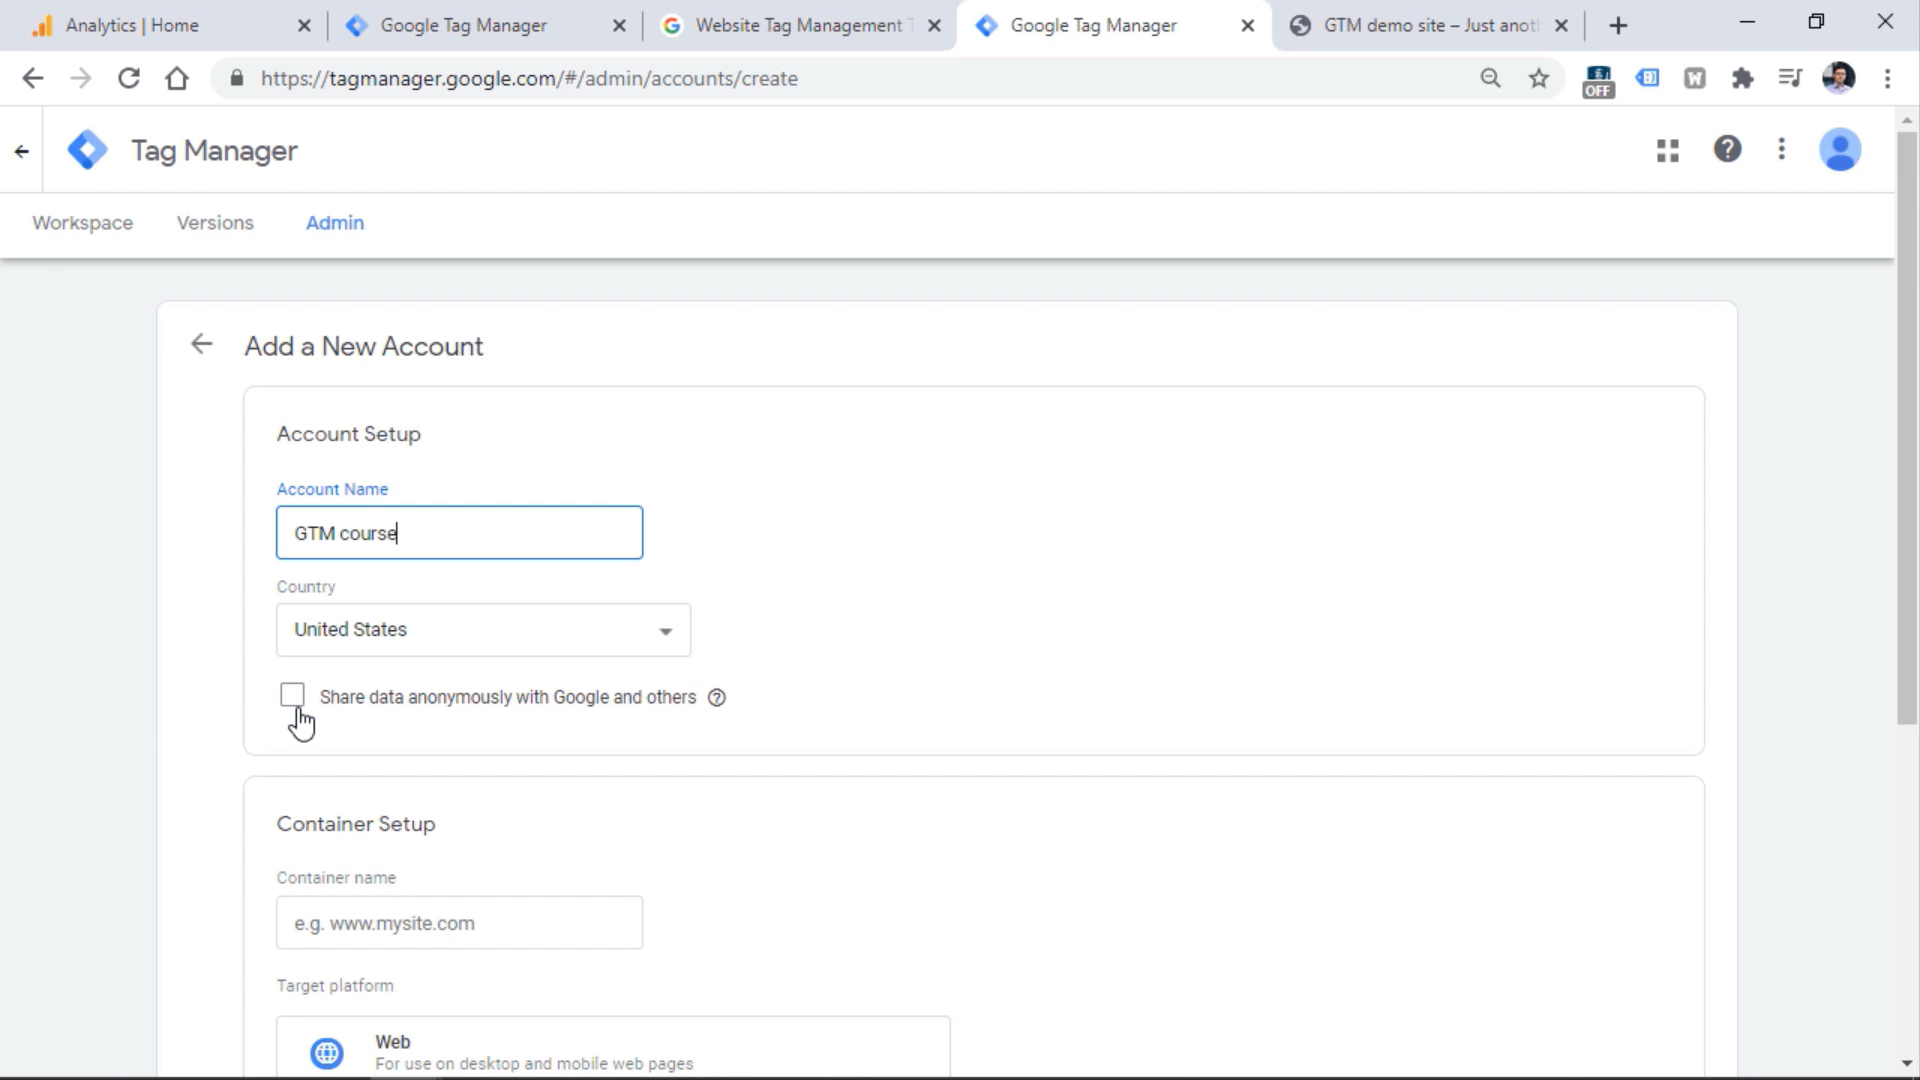 Analytics | Home
Google Tag Manager
Website Tag Management T
Google Tag Manager
GTM demo site – Just anot
https://tagmanager.google.com/#/admin/accounts/create
OFF
Tag Manager
Workspace
Versions
Admin
Add a New Account
Account Setup
Account Name
GTM course
Country
United States
Share data anonymously with Google and others
Container Setup
Container name
e.g. www.mysite.com
Target platform
Web
For use on desktop and mobile web pages